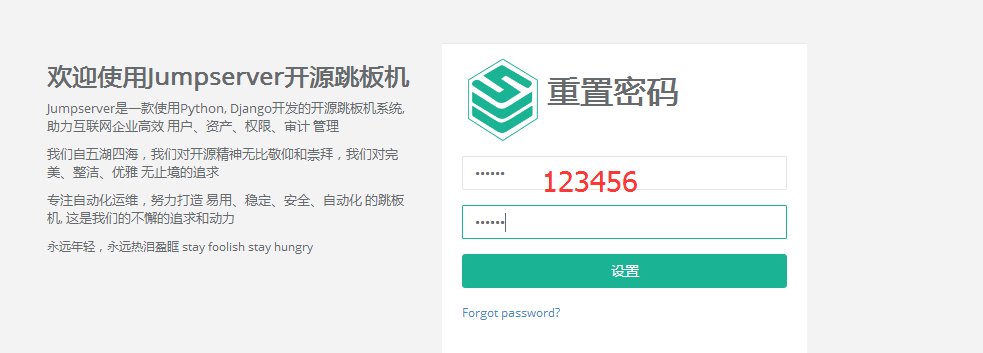 欢迎使用Jumpserver开源跳板机
Jumpserver是一款使用Python, Django开发的开源跳板机系统,
助力互联网企业高效 用户、资产、权限、审计 管理
我们自五湖四海，我们对开源精神无比敬仰和崇拜，我们对完
美、整洁、优雅 无止境的追求
专注自动化运维，努力打造 易用、稳定、安全、自动化 的跳板
机, 这是我们的不懈的追求和动力
永远年轻，永远热泪盈眶 stay foolish stay hungry
重置密码
••••••
123456
••••••
设置
Forgot password?